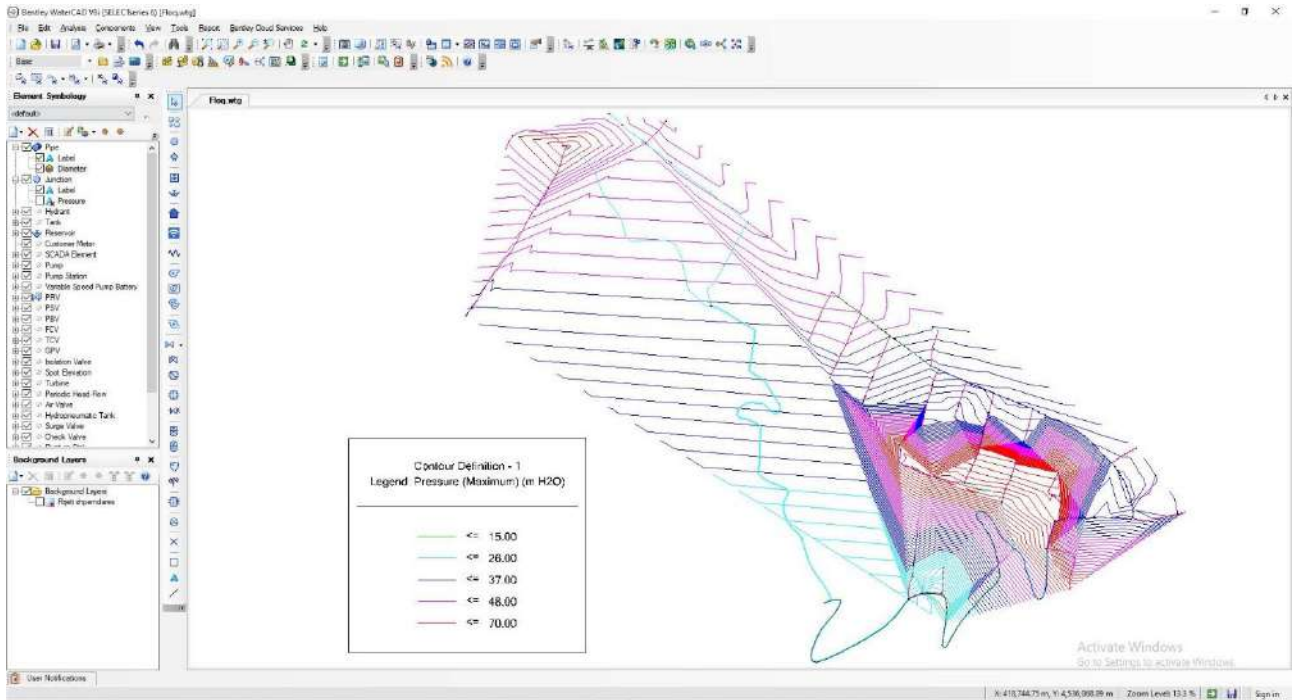 Bentley WaterCAD V8i (SELECTseries 6) [Floq.wtg]
File Edit Analysis Components View Tools Report Bentley Cloud Services Help
Base
Element Symbology
<default>
Floq.wtg
Pipe
Label
Diameter
Junction
Label
Pressure
Hydrant
Tank
Reservoir
Customer Meter
SCADA Element
Pump
Pump Station
Variable Speed Pump Battery
PRV
PSV
PBV
FCV
TCV
GPV
Isolation Valve
Spot Elevation
Turbine
Periodic Head-Flow
Air Valve
Hydropneumatic Tank
Surge Valve
Check Valve
Background Layers
Background Layers
Contour Definition - 1
Legend Pressure (Maximum) (m H2O)
<= 15.00
<= 26.00
<= 37.00
<= 48.00
<= 70.00
Activate Windows
Go to Settings to activate Windows.
User Notifications
Zoom Level: 13.3 %
Sign in